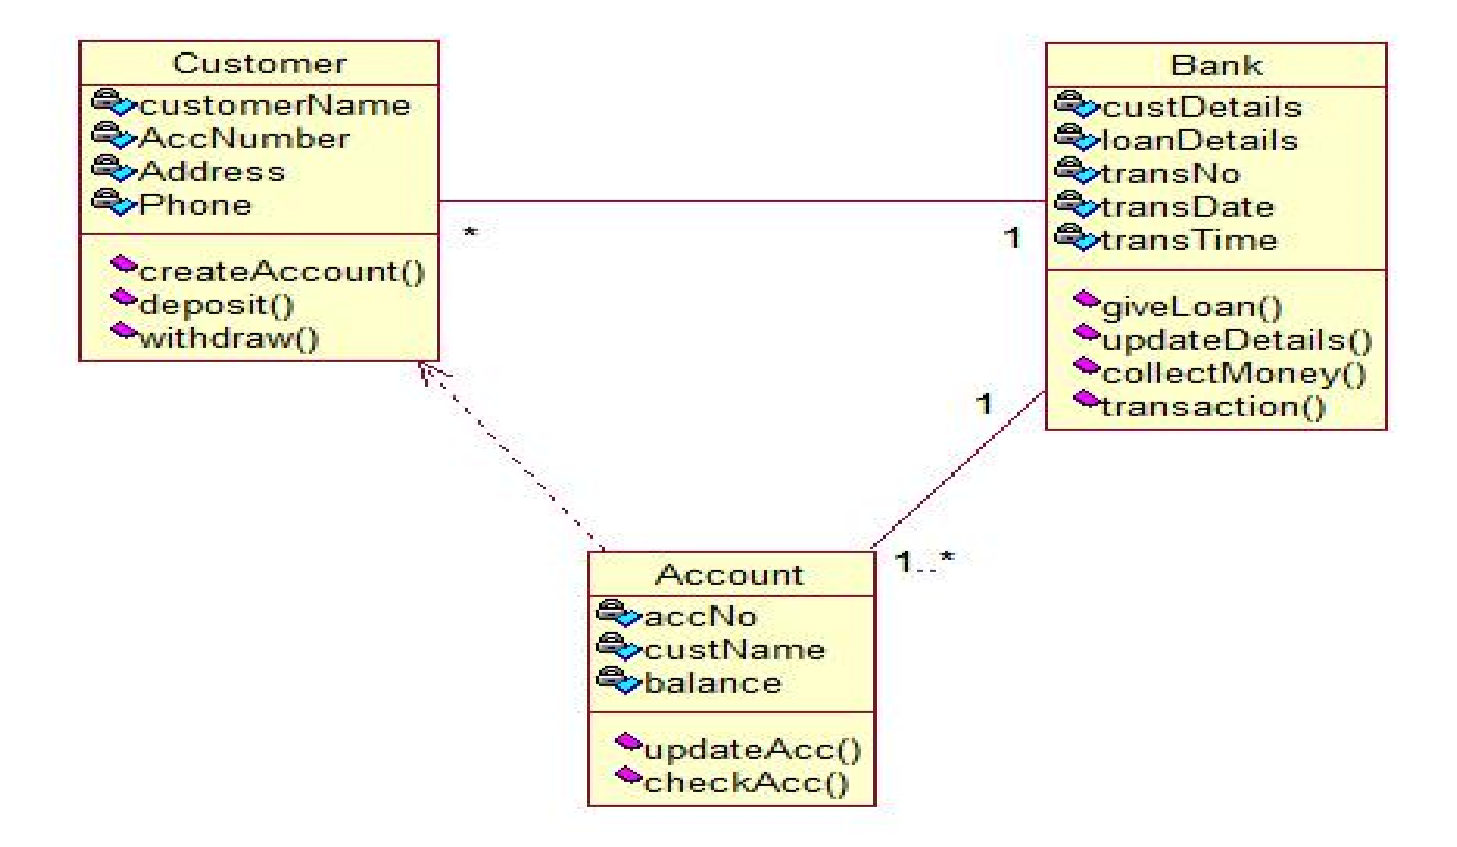 Customer
customerName
AccNumber
Address
Phone
createAccount()
deposit()
withdraw()
*
1
Bank
custDetails
loanDetails
transNo
transDate
transTime
giveLoan()
updateDetails()
collectMoney()
transaction()
1
1..*
Account
accNo
custName
balance
updateAcc()
checkAcc()